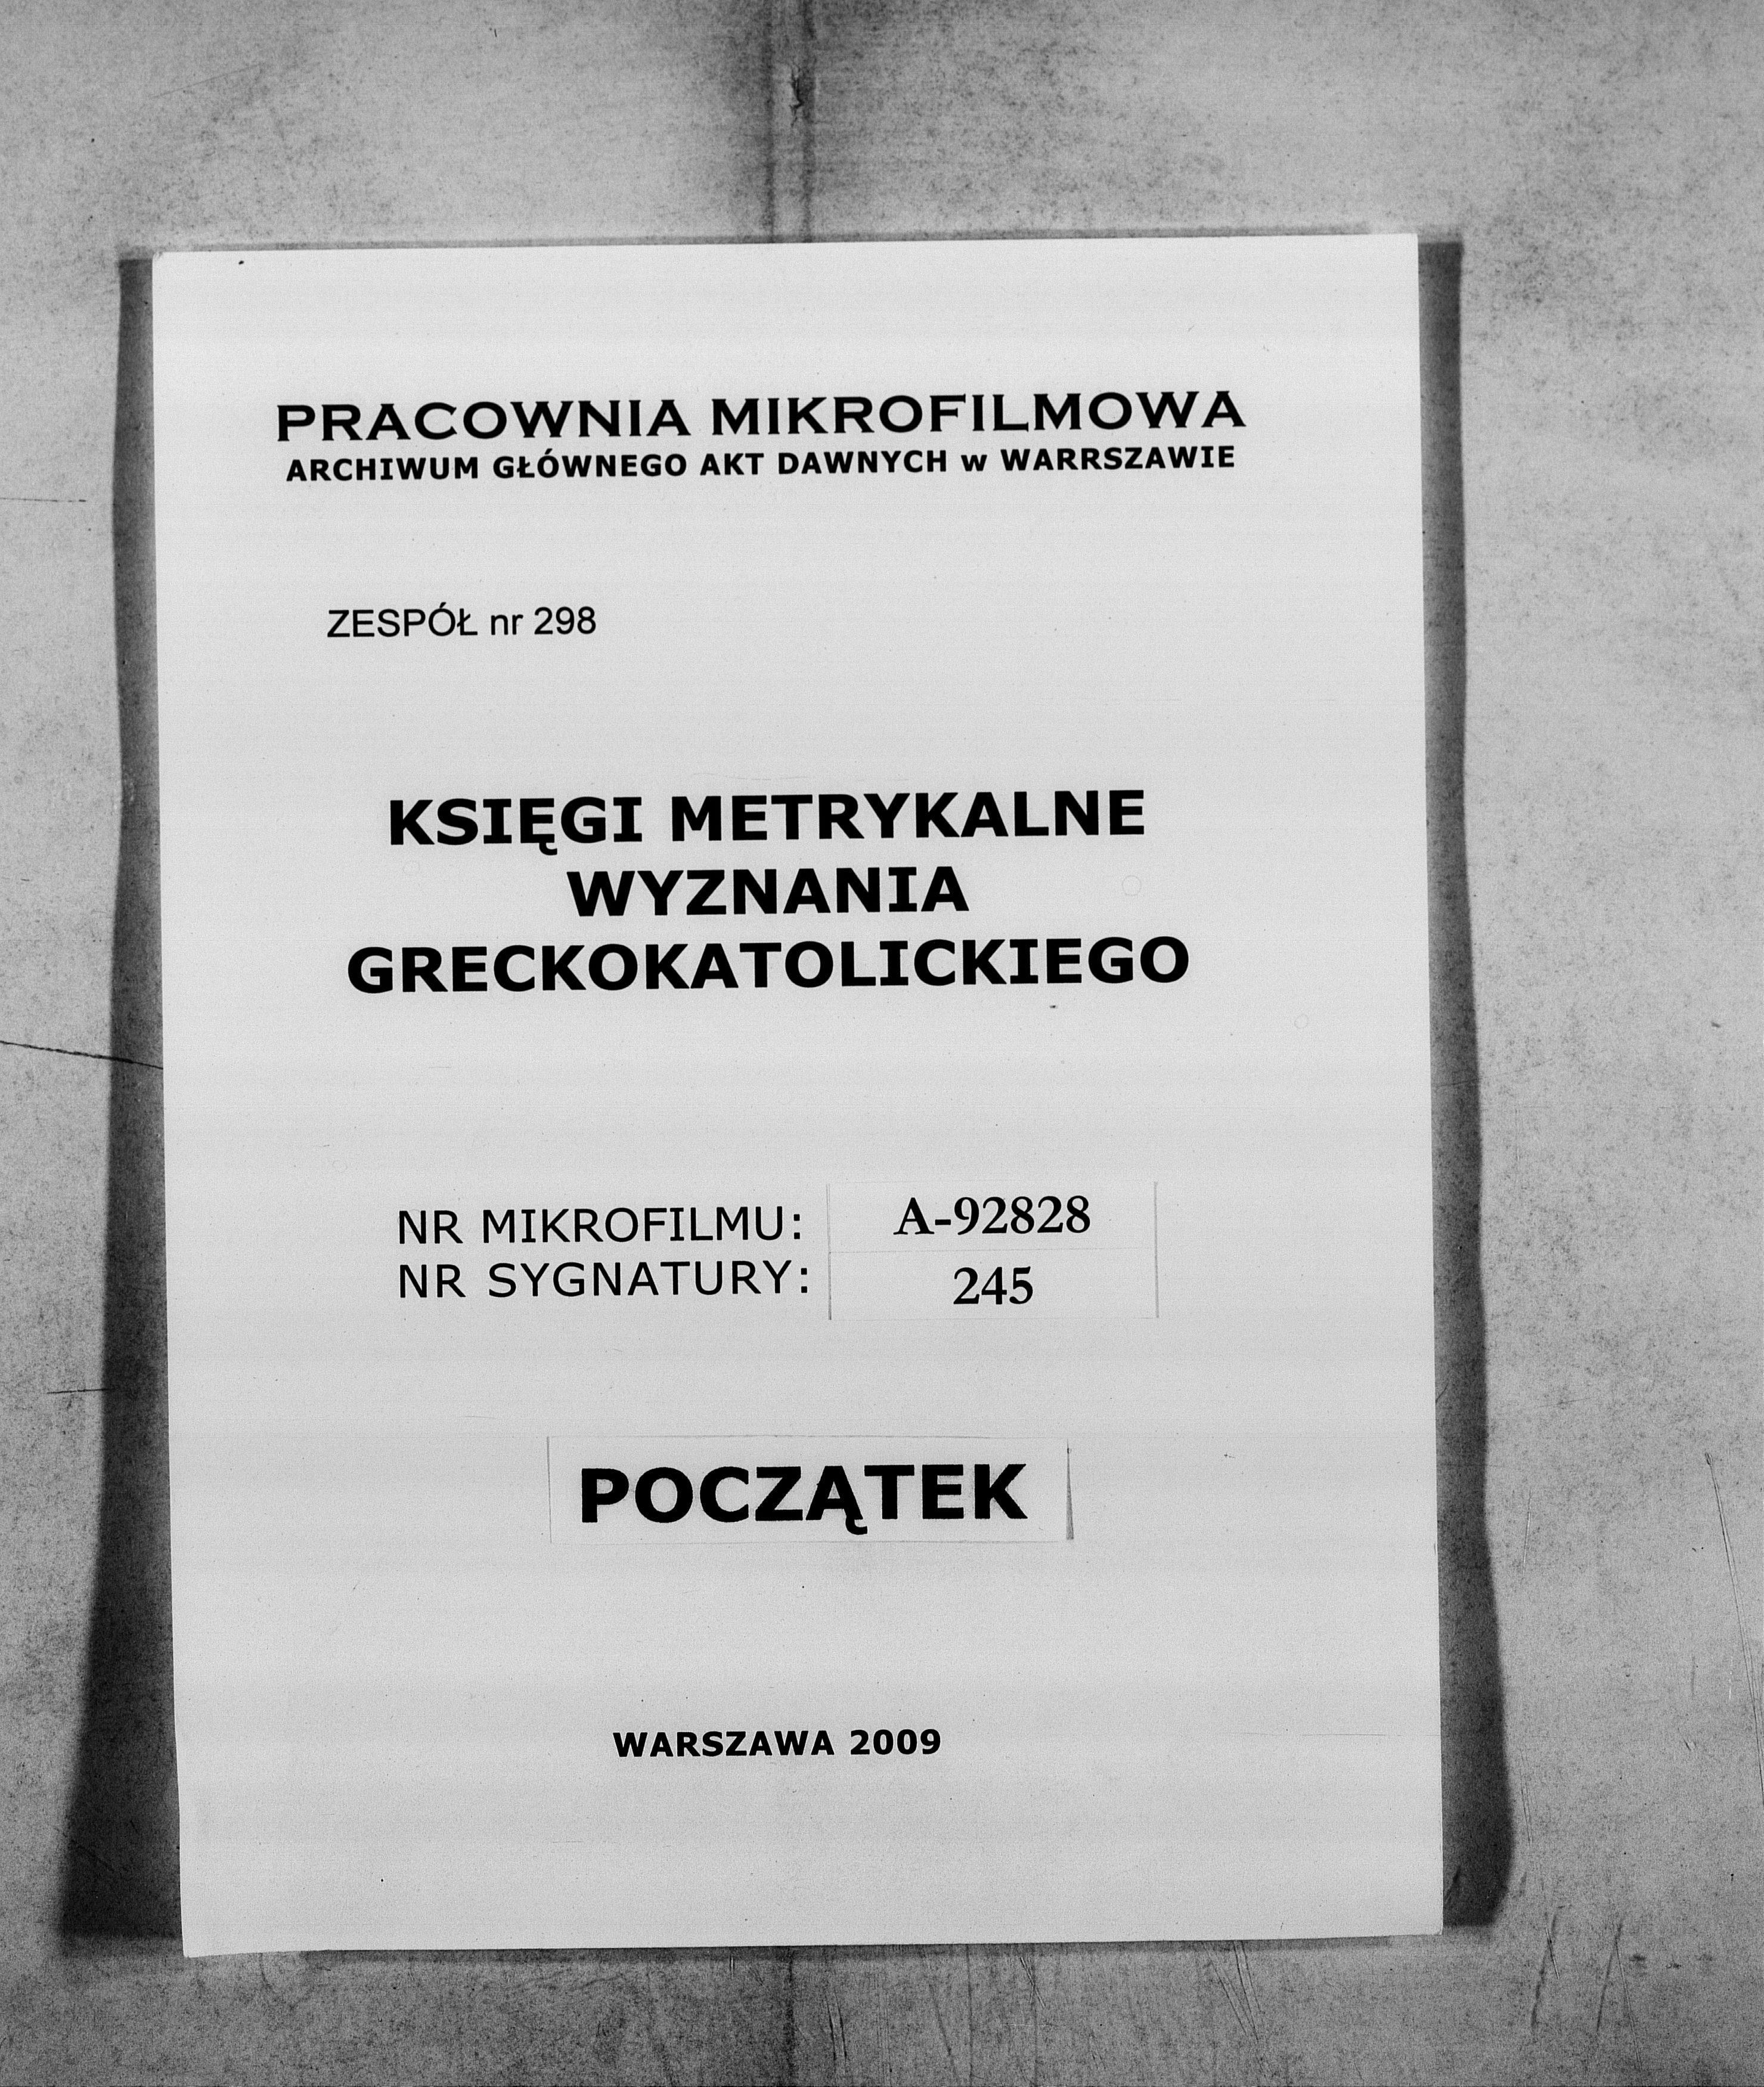 PRACOWNIA MIKROFILMOWA
ARCHIWUM GŁÓWNEGO AKT DAWNYCH w WARRSZAWIE
ZESPÓŁ nr 298
KSIĘGI METRYKALNE
WYZNANIA
GRECKOKATOLICKIEGO
NR MIKROFILMU: A-92828
NR SYGNATURY: 245
POCZĄTEK
WARSZAWA 2009